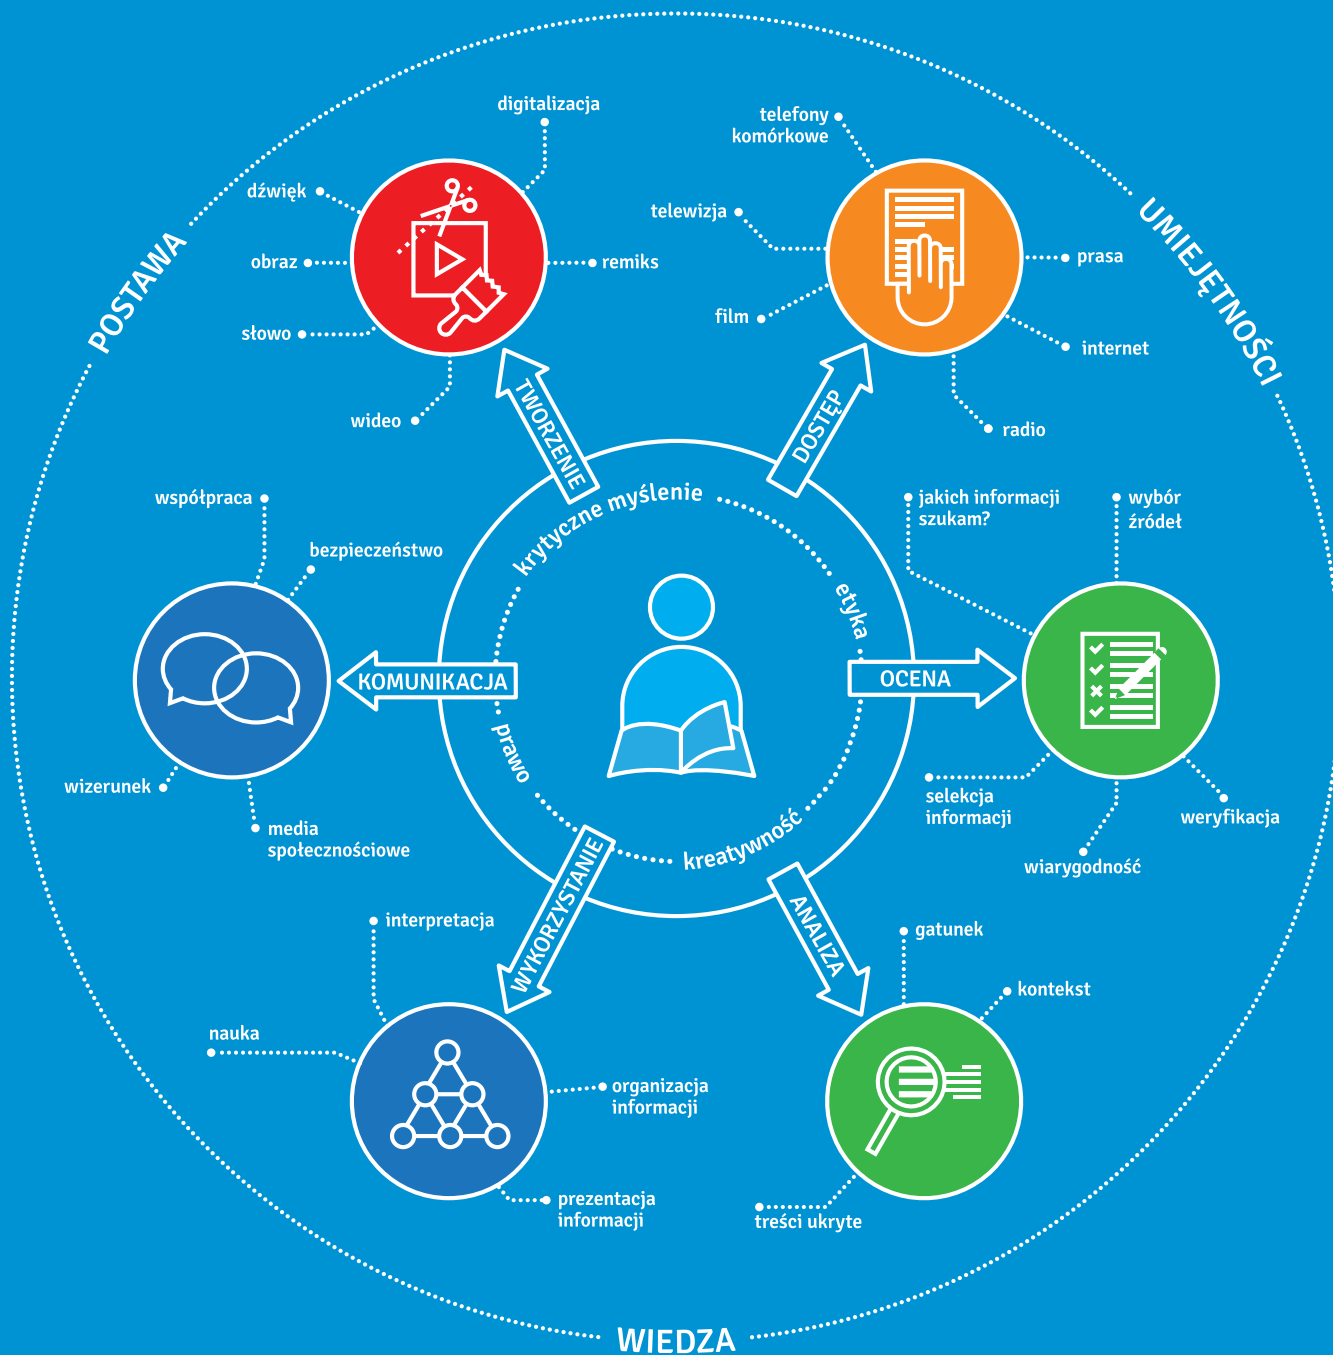 digitalizacja
dźwięk
obraz
słowo
wideo
remiks
telefony
komórkowe
telewizja
film
prasa
internet
radio
POSTAWA
UMIEJĘTNOŚCI
TWORZENIE
DOSTĘP
współpraca
bezpieczeństwo
wizerunek
media
społecznościowe
KOMUNIKACJA
krytyczne myślenie
etyka
prawo
kreatywność
OCENA
jakich informacji
szukam?
wybór
źródeł
selekcja
informacji
wiarygodność
weryfikacja
WYKORZYSTANIE
ANALIZA
interpretacja
nauka
organizacja
informacji
prezentacja
informacji
gatunek
kontekst
treści ukryte
WIEDZA